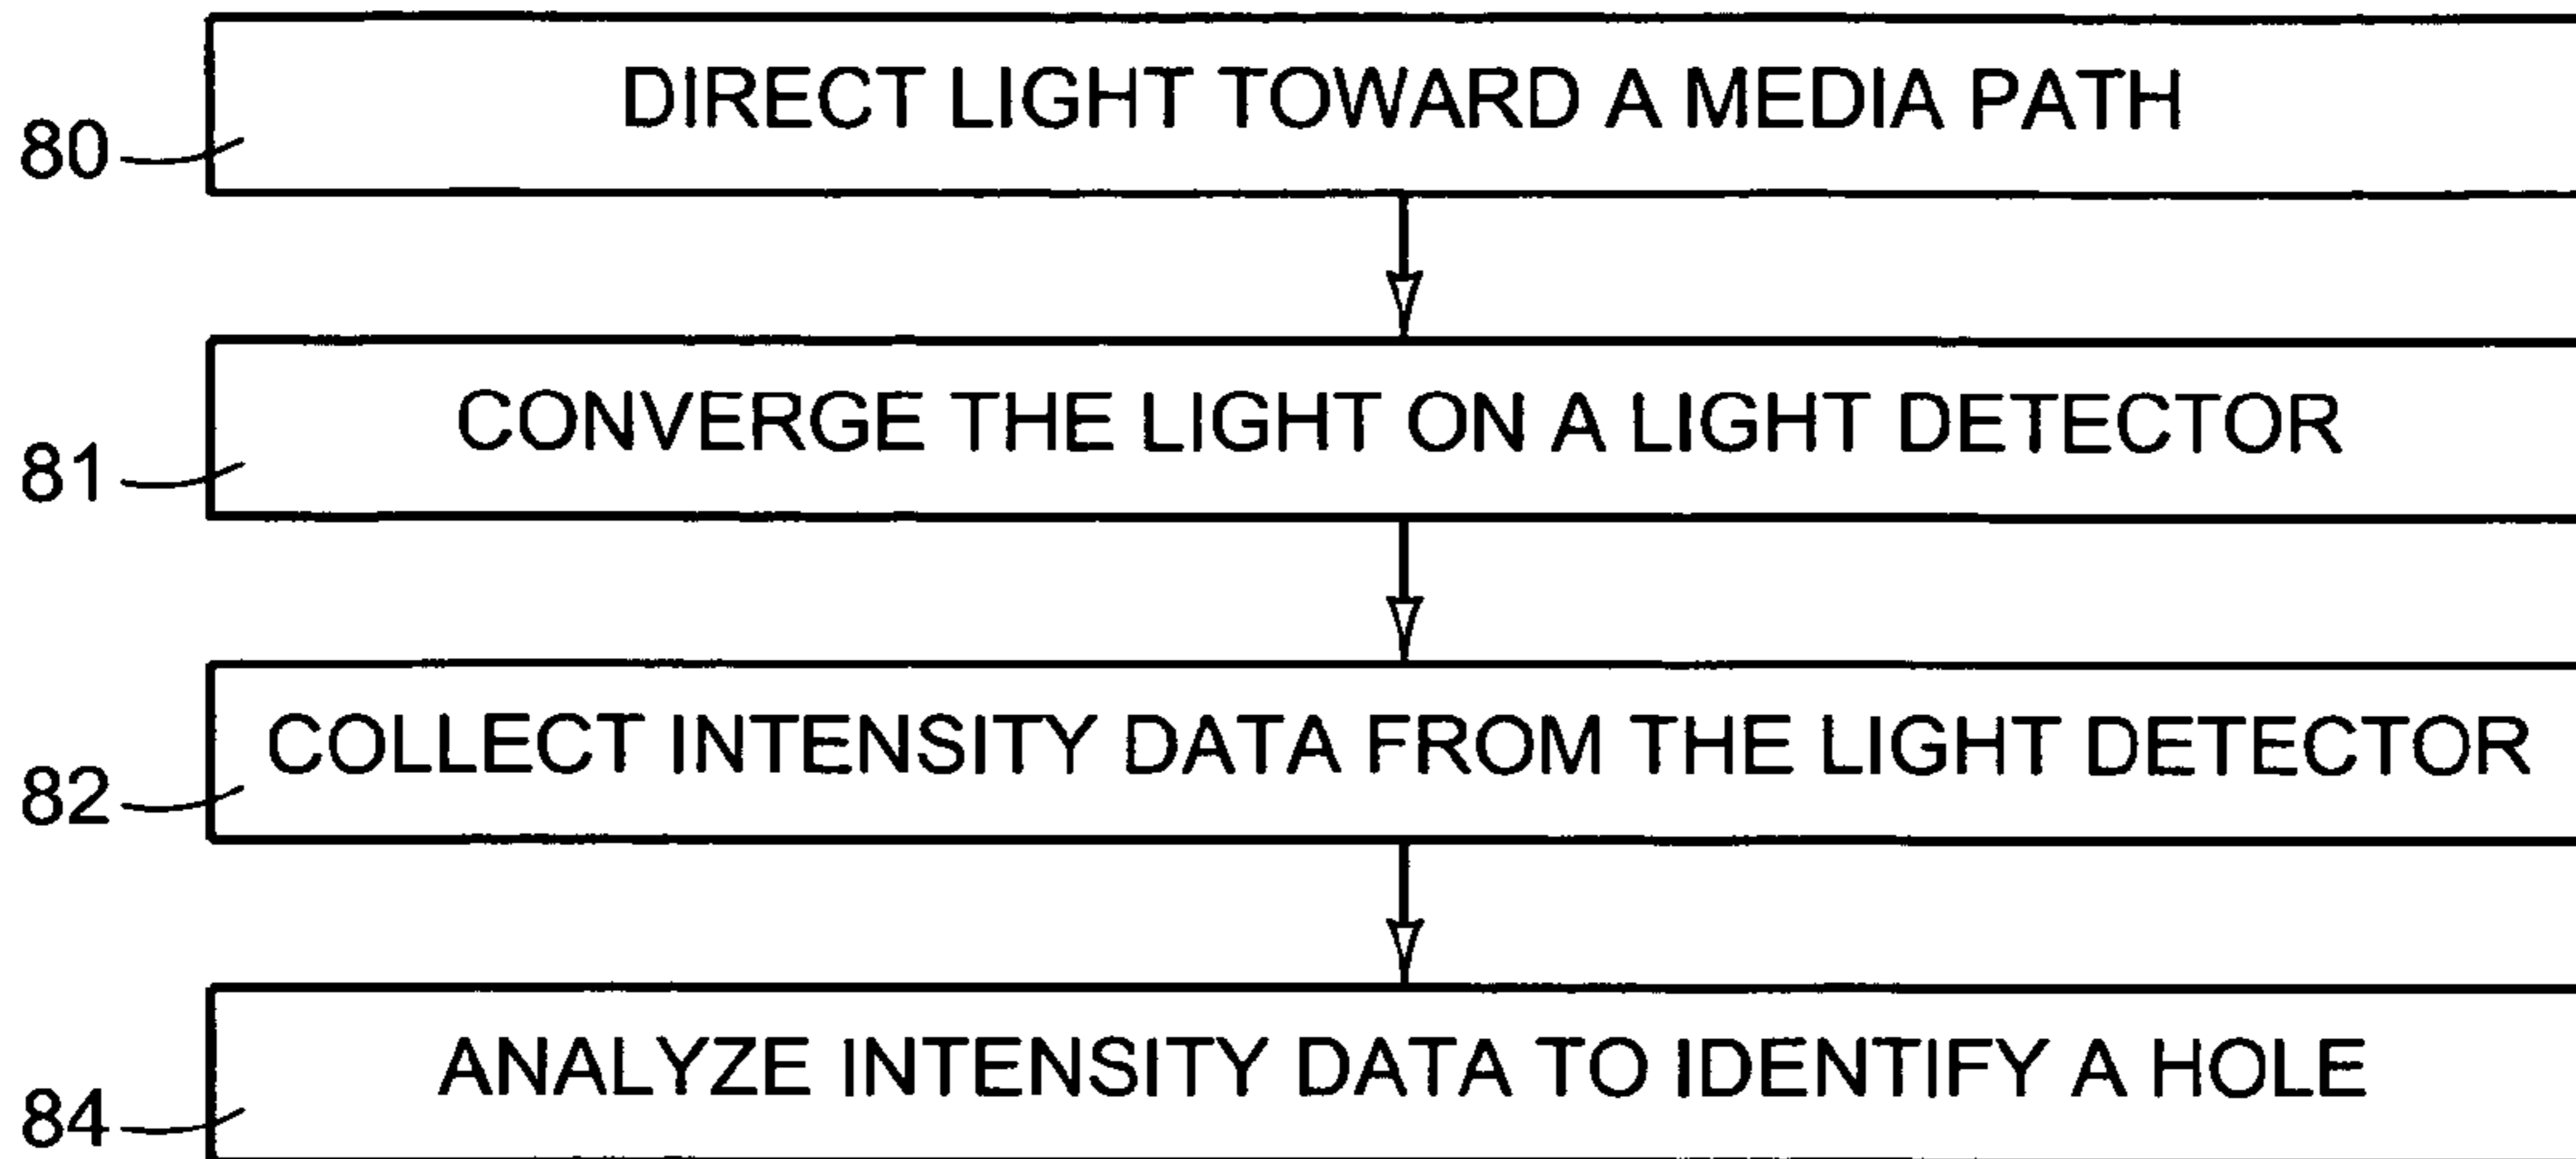 DIRECT LIGHT TOWARD A MEDIA PATH
80
CONVERGE THE LIGHT ON A LIGHT DETECTOR
81
COLLECT INTENSITY DATA FROM THE LIGHT DETECTOR
82
ANALYZE INTENSITY DATA TO IDENTIFY A HOLE
84